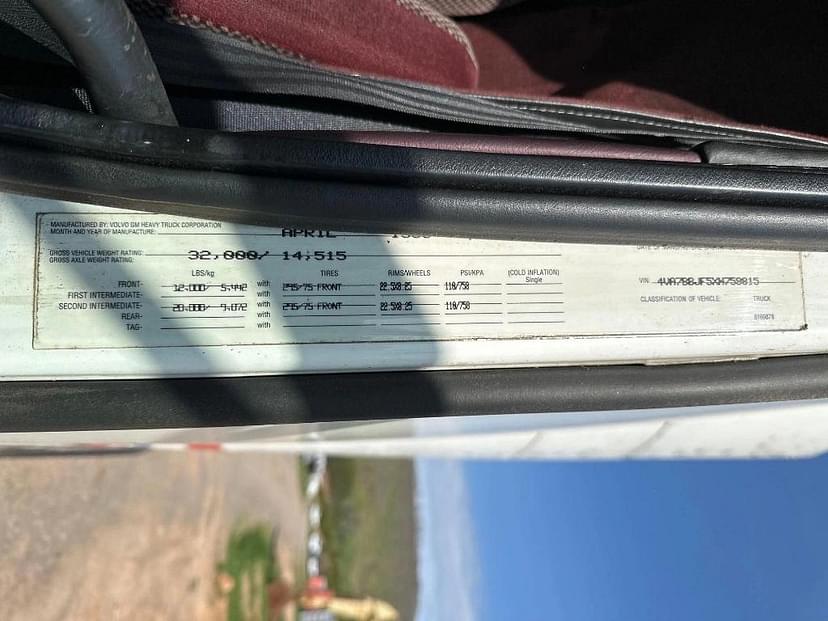 MANUFACTURED BY: VOLVO GM HEAVY TRUCK CORPORATION
MONTH AND YEAR OF MANUFACTURE: APRIL
GROSS VEHICLE WEIGHT RATING: 32,000/ 14,515
GROSS AXLE WEIGHT RATING:
LBS/kg TIRES RIMS/WHEELS PSI/KPA (COLD INFLATION)
Single
FRONT- 12,000/ 5,442 with 295/75 FRONT 22.5X8.25 110/758
FIRST INTERMEDIATE- with
SECOND INTERMEDIATE- 20,000/ 9,072 with 295/75 FRONT 22.5X8.25 110/758
REAR- with
TAG- with
VIN
CLASSIFICATION OF VEHICLE: TRUCK